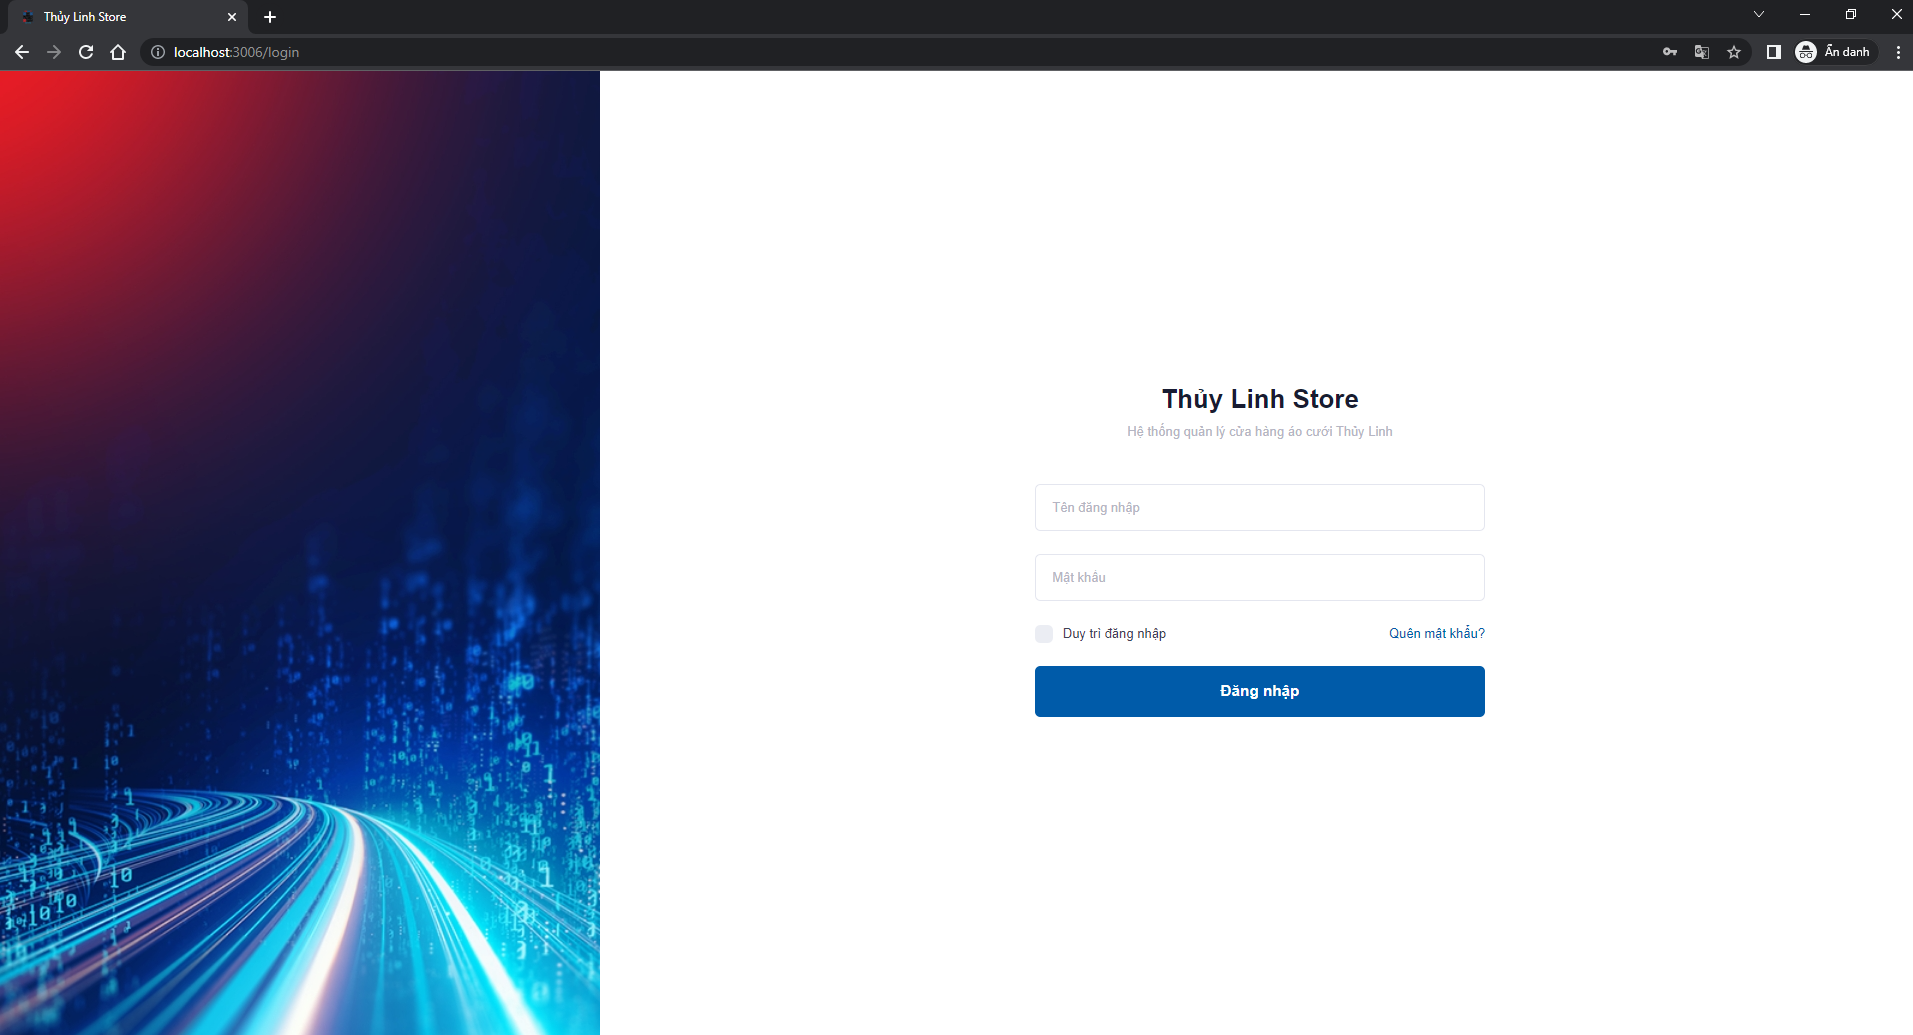 Thủy Linh Store
localhost:3006/login
Ẩn danh
Thủy Linh Store
Hệ thống quản lý cửa hàng áo cưới Thủy Linh
Tên đăng nhập
Mật khẩu
Duy trì đăng nhập
Quên mật khẩu?
Đăng nhập